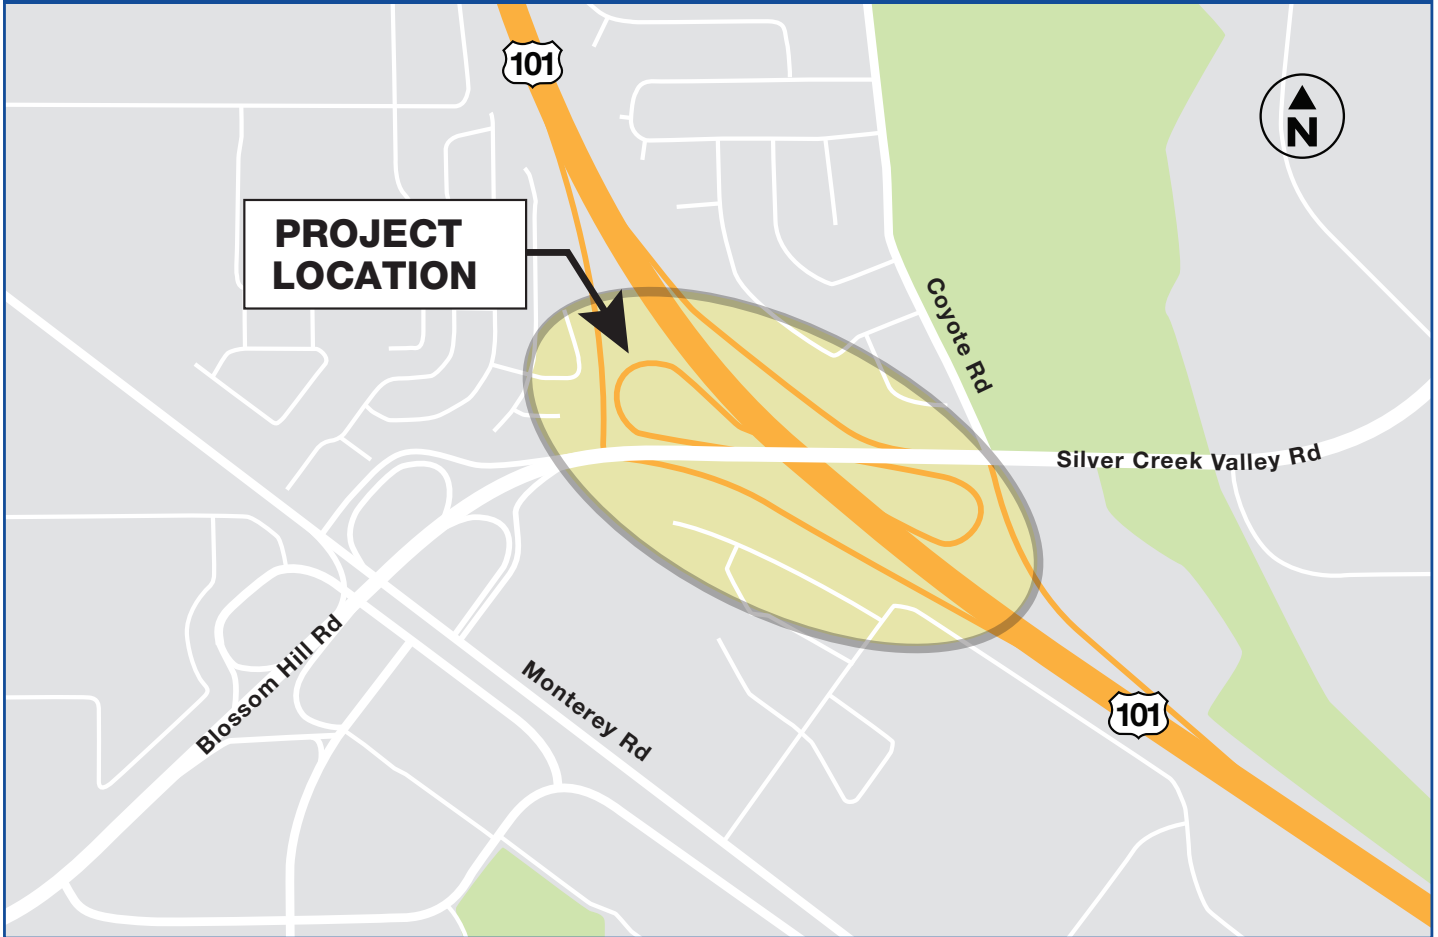 101
N
PROJECT
LOCATION
Coyote Rd
Silver Creek Valley Rd
Blossom Hill Rd
Monterey Rd
101